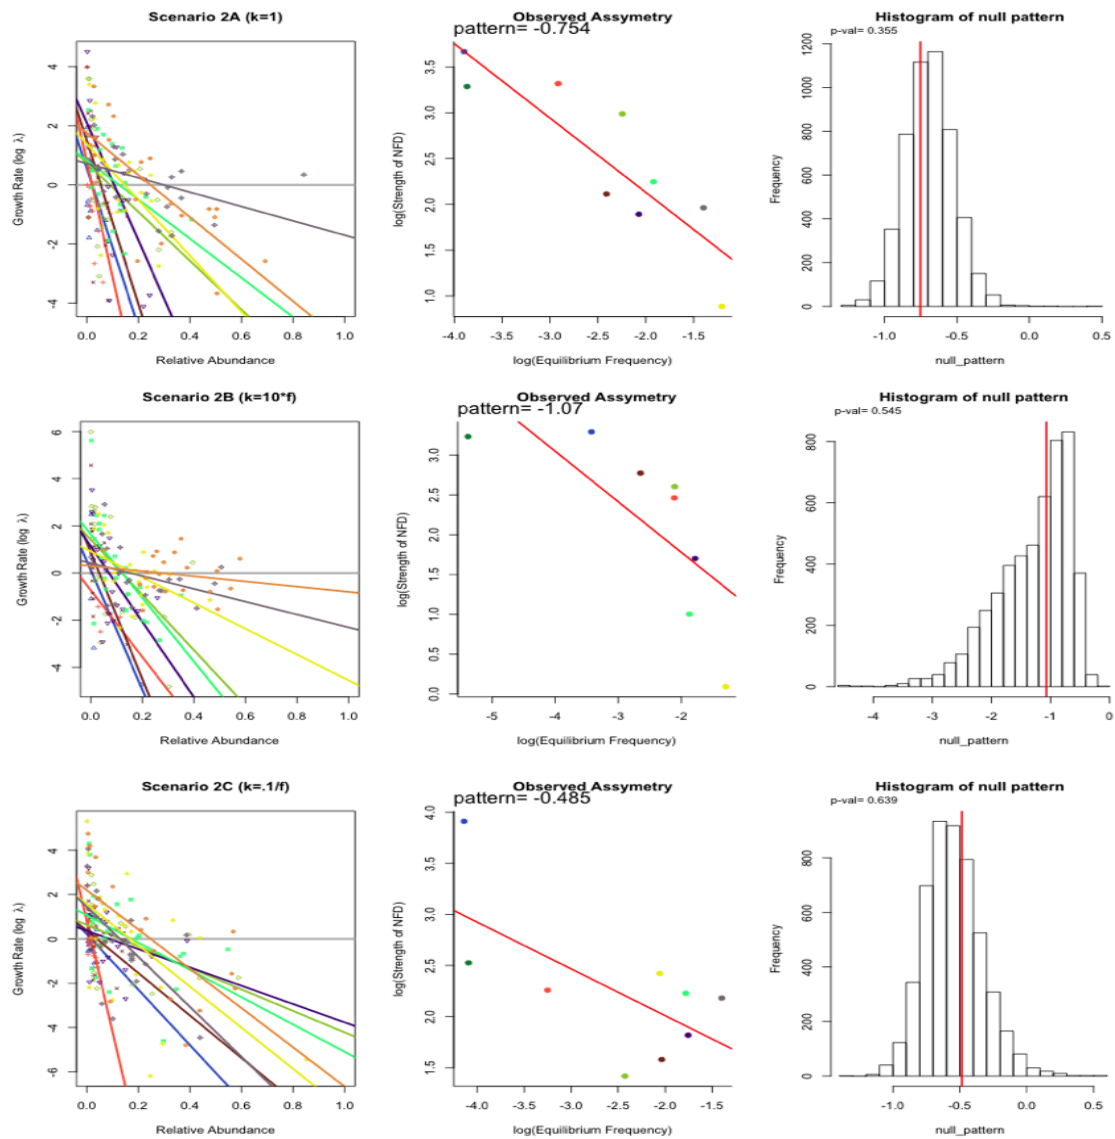 Scenario 2A (k=1)
Growth Rate (log λ)
4
2
0
-2
-4
0.0 0.2 0.4 0.6 0.8 1.0
Relative Abundance
Observed Assymetry
pattern= -0.754
log(Strength of NFD)
3.5
3.0
2.5
2.0
1.5
1.0
-4.0 -3.5 -3.0 -2.5 -2.0 -1.5
log(Equilibrium Frequency)
Histogram of null pattern
p-val= 0.355
Frequency
1200
1000
800
600
400
200
0
-1.0 -0.5 0.0 0.5
null_pattern
Scenario 2B (k=10*f)
Growth Rate (log λ)
6
4
2
0
-2
-4
0.0 0.2 0.4 0.6 0.8 1.0
Relative Abundance
Observed Assymetry
pattern= -1.07
log(Strength of NFD)
3.0
2.5
2.0
1.5
1.0
0.5
0.0
-5 -4 -3 -2
log(Equilibrium Frequency)
Histogram of null pattern
p-val= 0.545
Frequency
800
600
400
200
0
-4 -3 -2 -1 0
null_pattern
Scenario 2C (k=.1/f)
Growth Rate (log λ)
4
2
0
-2
-4
-6
0.0 0.2 0.4 0.6 0.8 1.0
Relative Abundance
Observed Assymetry
pattern= -0.485
log(Strength of NFD)
4.0
3.5
3.0
2.5
2.0
1.5
-4.0 -3.5 -3.0 -2.5 -2.0 -1.5
log(Equilibrium Frequency)
Histogram of null pattern
p-val= 0.639
Frequency
800
600
400
200
0
-1.0 -0.5 0.0 0.5
null_pattern